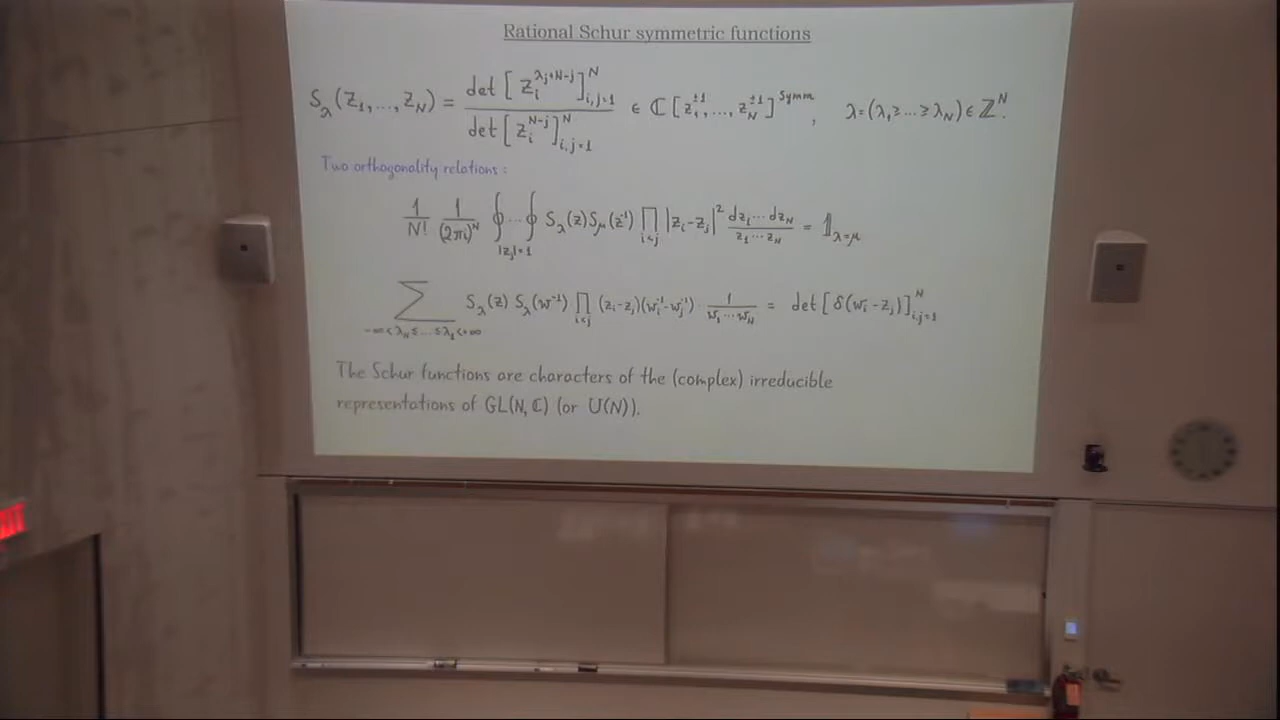 Rational Schur symmetric functions
S_λ(z_1,...,z_N) = det[z_i^{λ_j+N-j}]_{i,j=1}^N / det[z_i^{N-j}]_{i,j=1}^N ∈ ℂ[z_1^{±1},...,z_N^{±1}]^{Symm}, λ=(λ_1≥...≥λ_N)∈ℤ^N.
Two orthogonality relations:
1/N! 1/(2πi)^N ∮...∮_{|z_j|=1} S_λ(z)S_μ(z^{-1}) ∏_{i<j} |z_i-z_j|^2 dz_1...dz_N / z_1...z_N = 𝟙_{λ=μ}
∑_{-∞<λ_N≤...≤λ_1<+∞} S_λ(z) S_λ(w^{-1}) ∏_{i<j} (z_i-z_j)(w_i^{-1}-w_j^{-1}) · 1/(w_1...w_N) = det[δ(w_i-z_j)]_{i,j=1}^N
The Schur functions are characters of the (complex) irreducible
representations of GL(N,ℂ) (or U(N)).